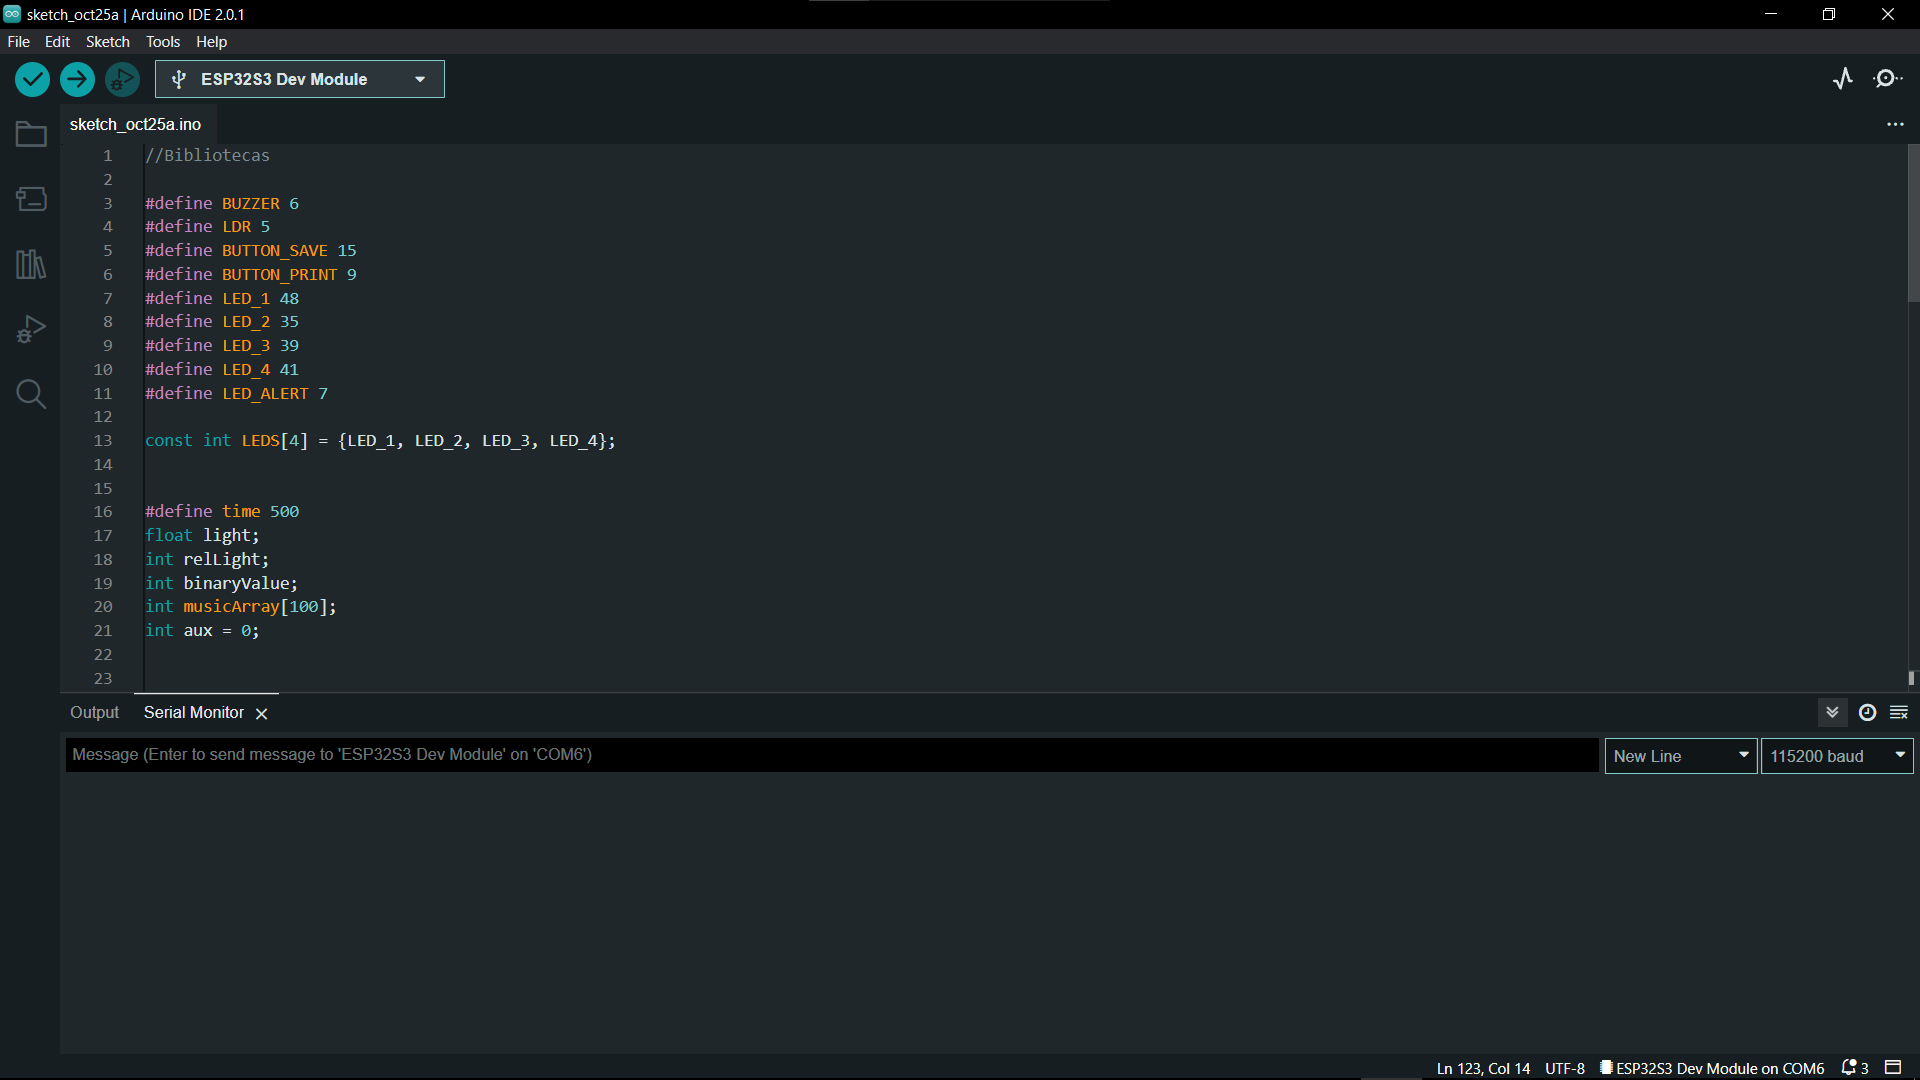 sketch_oct25a | Arduino IDE 2.0.1
File Edit Sketch Tools Help
ESP32S3 Dev Module
sketch_oct25a.ino
1 //Bibliotecas
2
3 #define BUZZER 6
4 #define LDR 5
5 #define BUTTON_SAVE 15
6 #define BUTTON_PRINT 9
7 #define LED_1 48
8 #define LED_2 35
9 #define LED_3 39
10 #define LED_4 41
11 #define LED_ALERT 7
12
13 const int LEDS[4] = {LED_1, LED_2, LED_3, LED_4};
14
15
16 #define time 500
17 float light;
18 int relLight;
19 int binaryValue;
20 int musicArray[100];
21 int aux = 0;
22
23
Output Serial Monitor
Message (Enter to send message to 'ESP32S3 Dev Module' on 'COM6') New Line 115200 baud
Ln 123, Col 14 UTF-8 ESP32S3 Dev Module on COM6 3